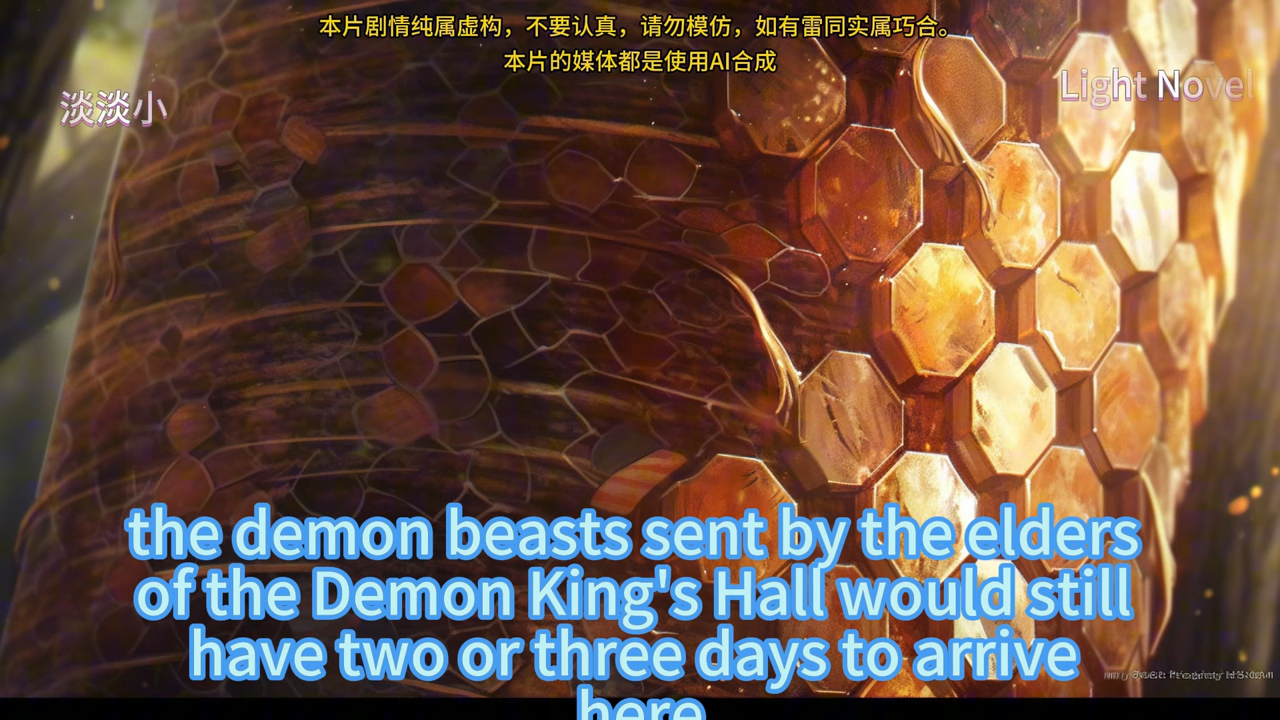 本片剧情纯属虚构，不要认真，请勿模仿，如有雷同实属巧合。
本片的媒体都是使用AI合成
淡淡小
Light Novel
the demon beasts sent by the elders
of the Demon King's Hall would still
have two or three days to arrive
here